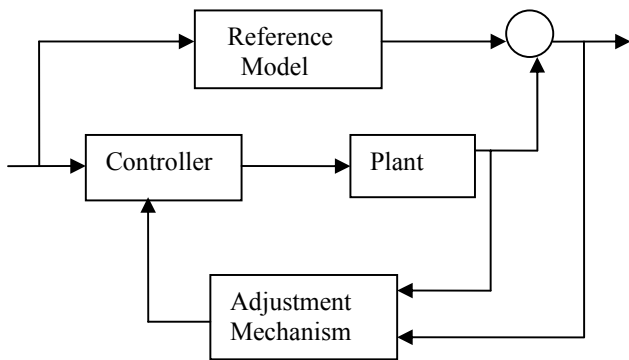 Reference
Model
Controller
Plant
Adjustment
Mechanism